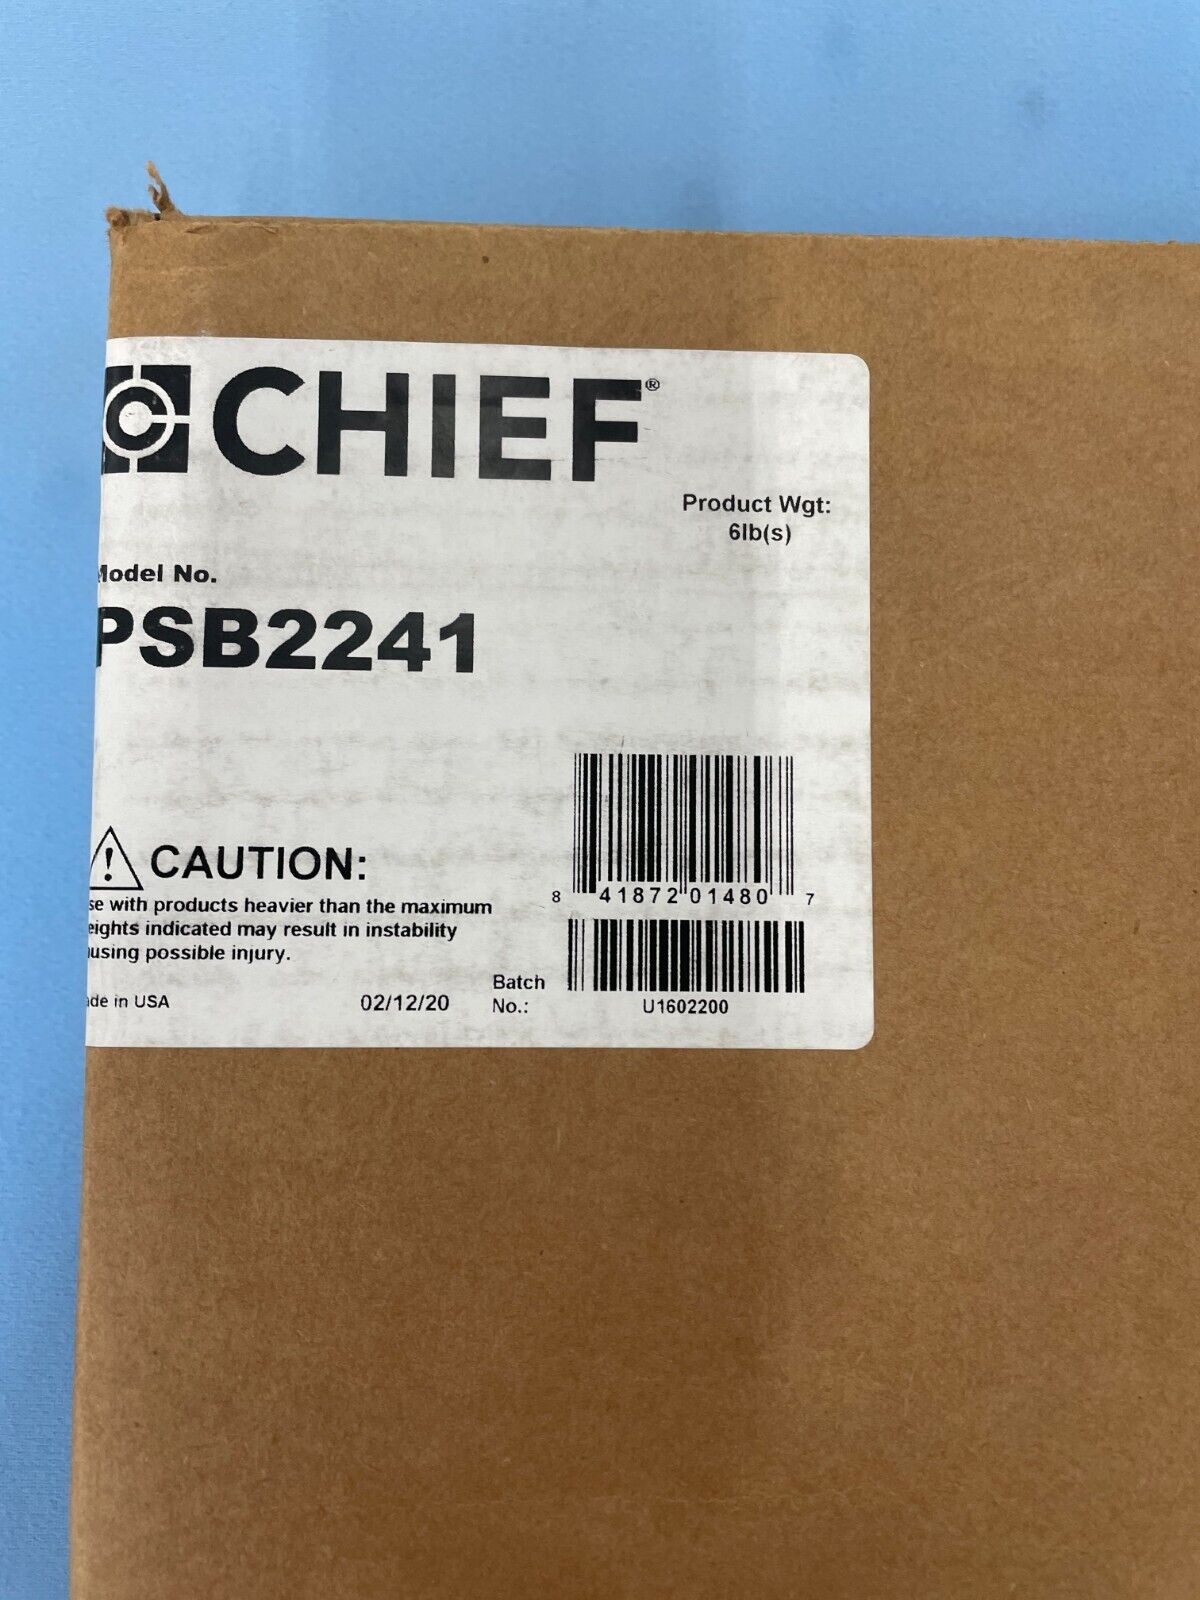 CHIEF®
Product Wgt:
6lb(s)
Model No.
PSB2241
CAUTION:
se with products heavier than the maximum
eights indicated may result in instability
using possible injury.
8 41872 01480 7
ade in USA 02/12/20
Batch
No.: U1602200